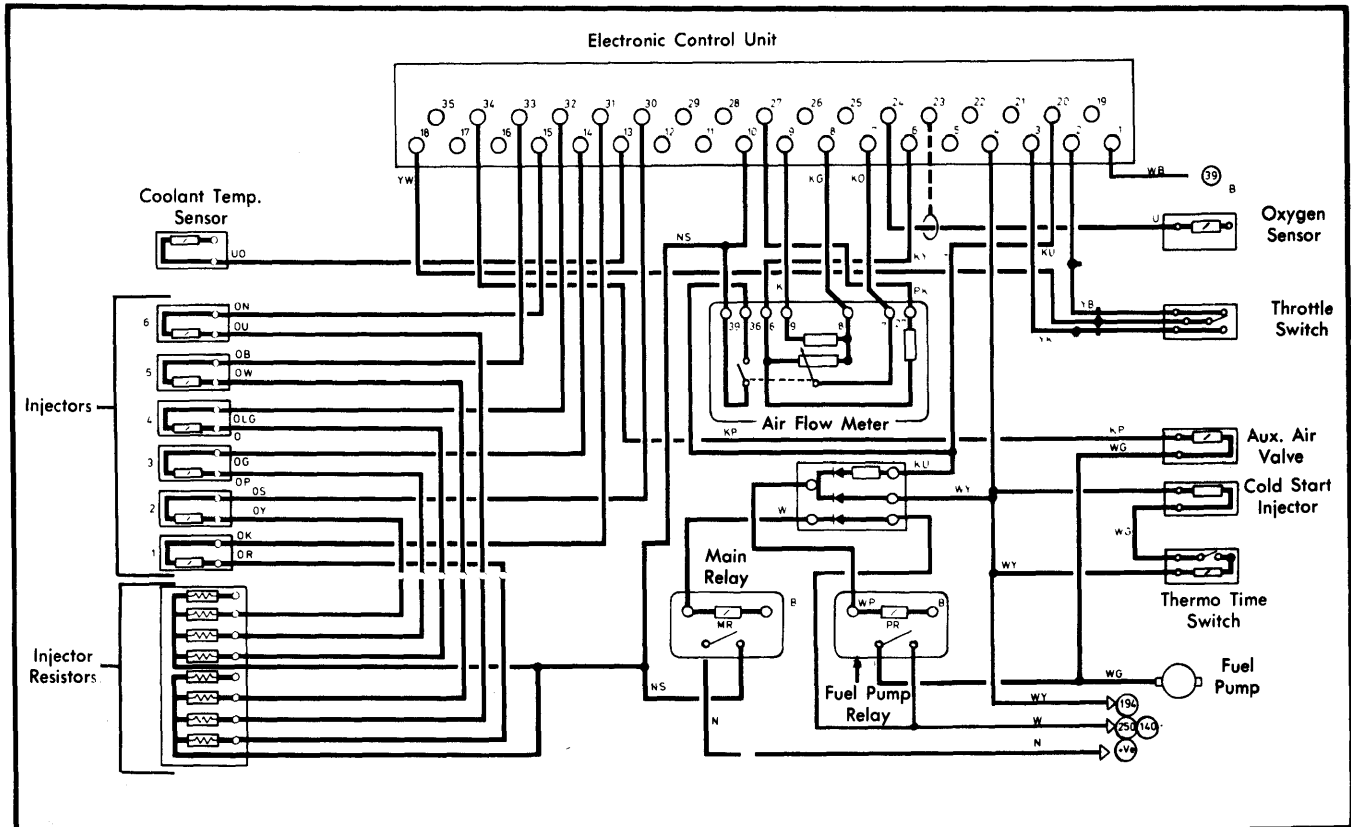 Electronic Control Unit
35 34 33 32 31 30 29 28 27 26 25 24 23 22 21 20 19
18 17 16 15 14 13 12 11 10 9 8 7 6 5 4 3 2 1
YW KG KO WB 39 B
Coolant Temp.
Sensor
UO
NS
K
KY
PK
KU
U
Oxygen
Sensor
YB
YK
Throttle
Switch
39 36 6 9 8 7 27
Air Flow Meter
KP
KP
WG
Aux. Air
Valve
Injectors
6 ON
OU
5 OB
OW
4
OLG
O
3 OG
OP
2 OS
OY
1 OK
OR
KU
WY
W
Cold Start
Injector
WG
WY
Thermo Time
Switch
Main
Relay
B
MR
WP
B
PR
Injector
Resistors
NS
N
Fuel Pump
Relay
WG
Fuel
Pump
WY 194
W 250 140
N +Ve